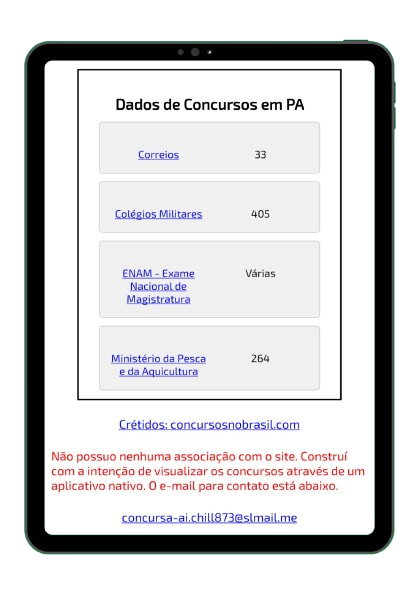 Dados de Concursos em PA
Correios 33
Colégios Militares 405
ENAM - Exame Várias
Nacional de
Magistratura
Ministério da Pesca 264
e da Aquicultura
Crétidos: concursosnobrasil.com
Não possuo nenhuma associação com o site. Construí
com a intenção de visualizar os concursos através de um
aplicativo nativo. O e-mail para contato está abaixo.
concursa-ai.chill873@slmail.me